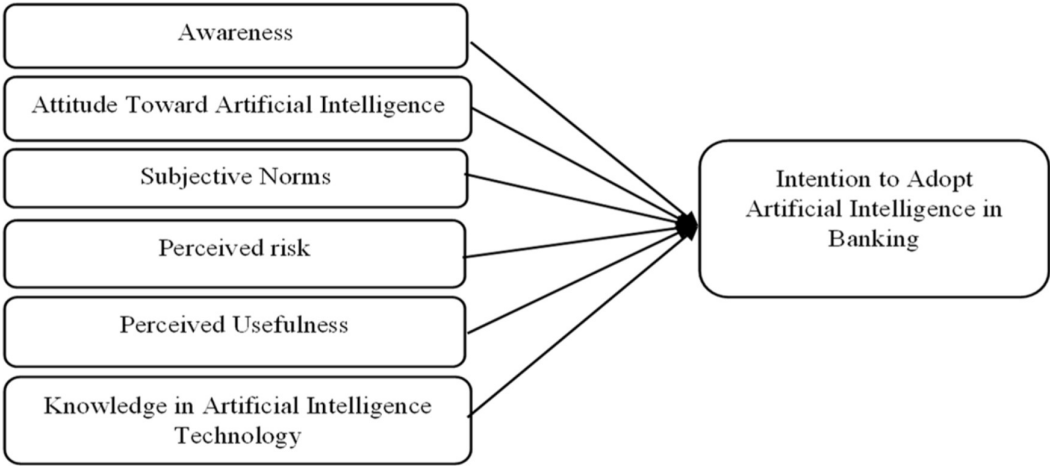 Awareness
Attitude Toward Artificial Intelligence
Subjective Norms
Perceived risk
Perceived Usefulness
Knowledge in Artificial Intelligence
Technology
Intention to Adopt
Artificial Intelligence in
Banking